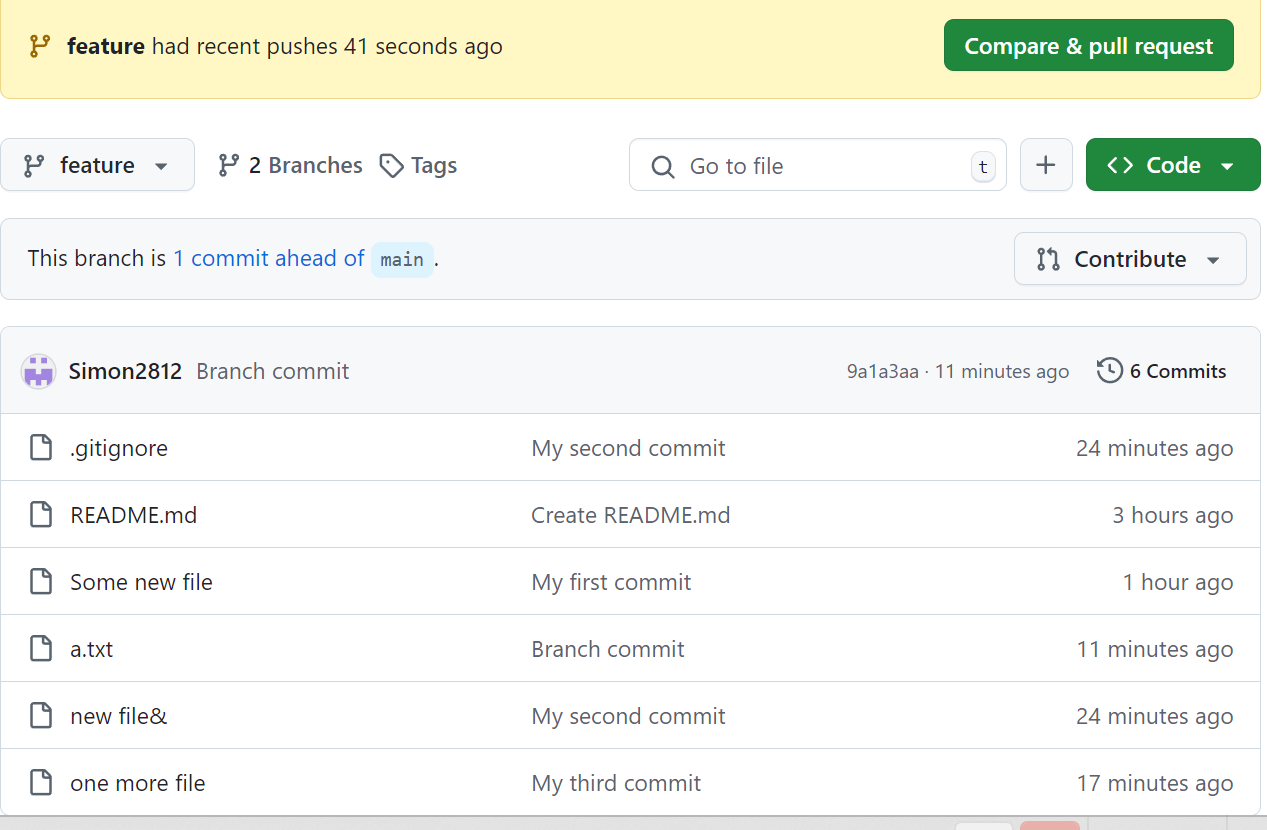 feature had recent pushes 41 seconds ago
Compare & pull request
feature
2 Branches
Tags
Go to file
t
Code
This branch is 1 commit ahead of main .
Contribute
Simon2812 Branch commit 9a1a3aa · 11 minutes ago 6 Commits
.gitignore My second commit 24 minutes ago
README.md Create README.md 3 hours ago
Some new file My first commit 1 hour ago
a.txt Branch commit 11 minutes ago
new file& My second commit 24 minutes ago
one more file My third commit 17 minutes ago